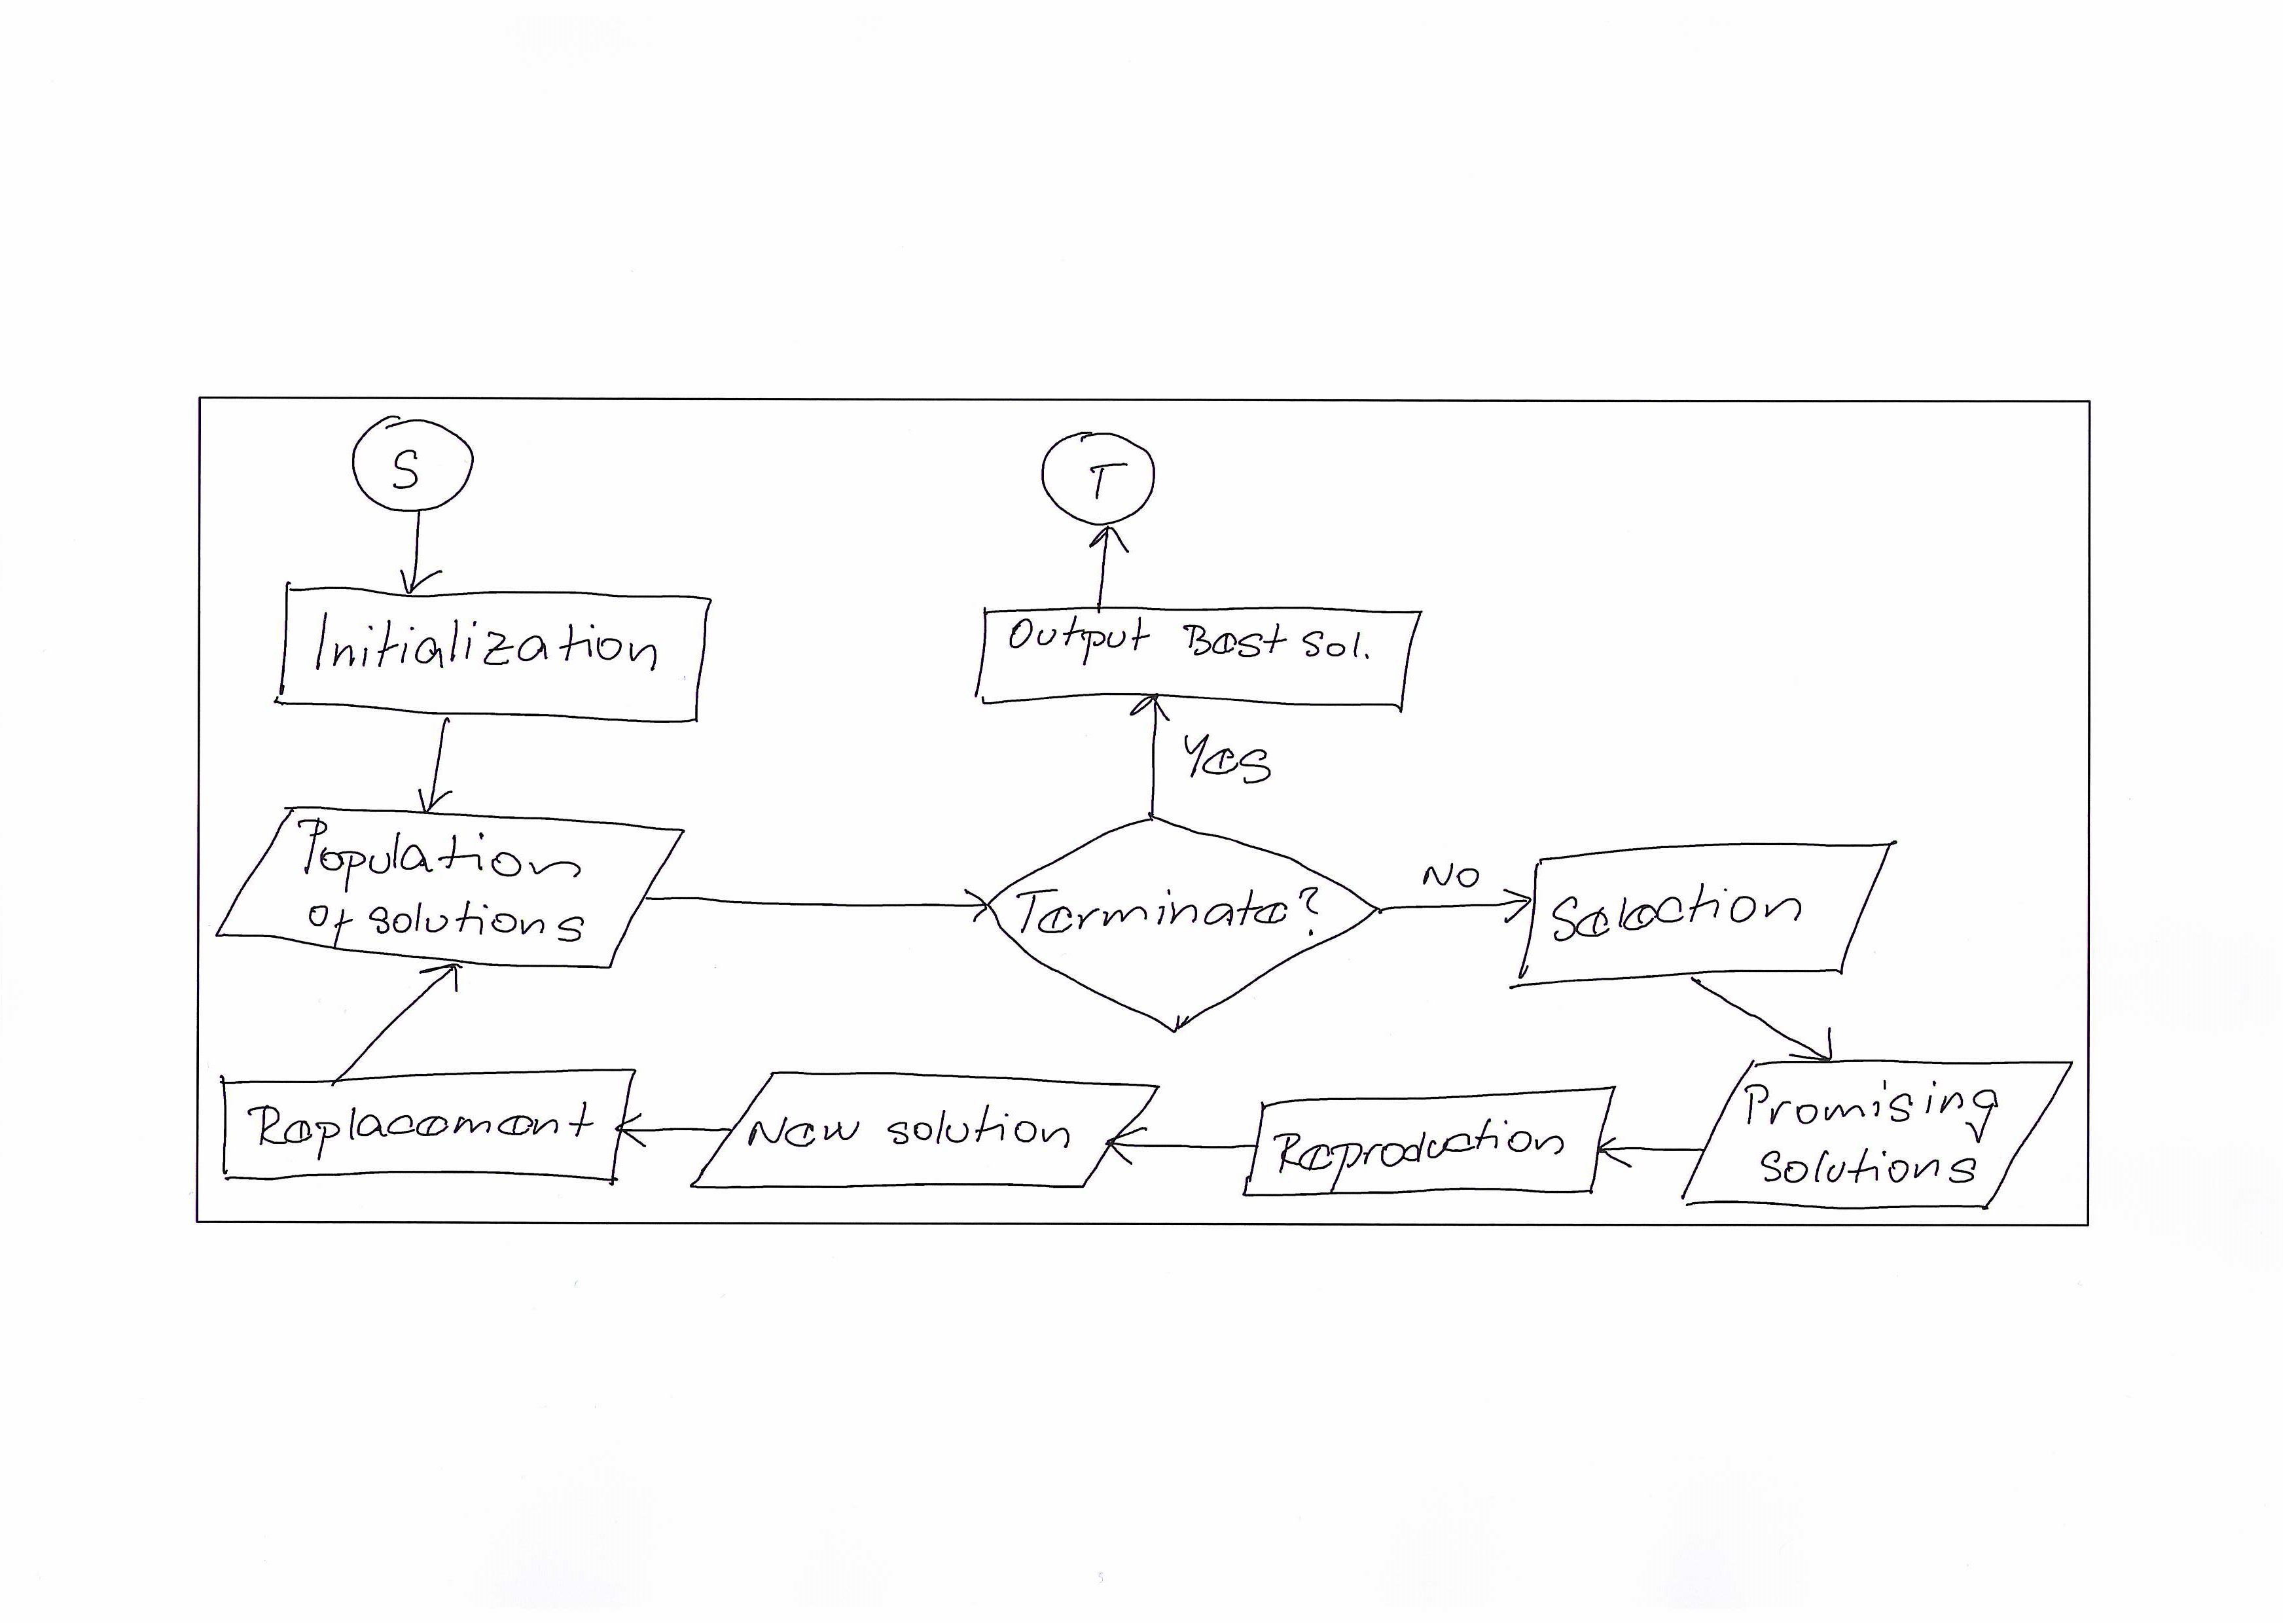 S
T
Initialization
Output Best Sol.
Yes
Population
of solutions
Terminate?
NO
Selection
Replacement
New solution
Reproduction
Promising
solutions